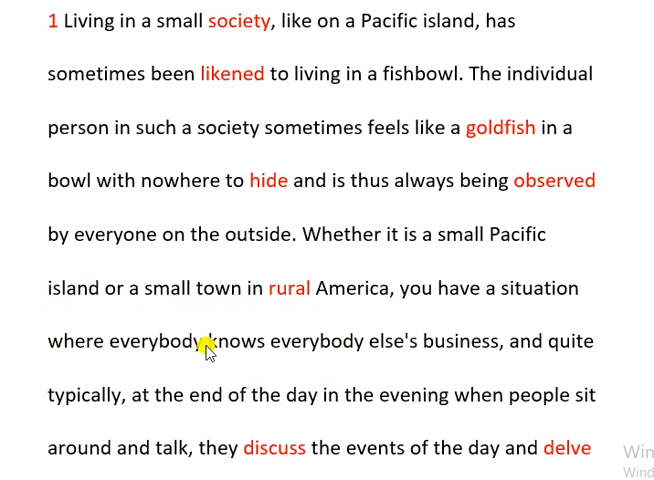 1 Living in a small society, like on a Pacific island, has
sometimes been likened to living in a fishbowl. The individual
person in such a society sometimes feels like a goldfish in a
bowl with nowhere to hide and is thus always being observed
by everyone on the outside. Whether it is a small Pacific
island or a small town in rural America, you have a situation
where everybody knows everybody else's business, and quite
typically, at the end of the day in the evening when people sit
around and talk, they discuss the events of the day and delve
Win
Wind